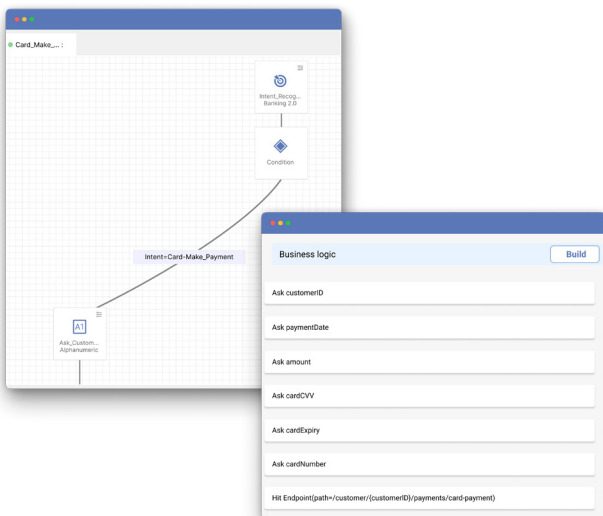 Card_Make_... :
Intent_Recog...
Banking 2.0
Condition
Intent=Card-Make_Payment
A1
Ask_Custom...
Alphanumeric
Business logic
Build
Ask customerID
Ask paymentDate
Ask amount
Ask cardCVV
Ask cardExpiry
Ask cardNumber
Hit Endpoint(path=/customer/{customerID}/payments/card-payment)